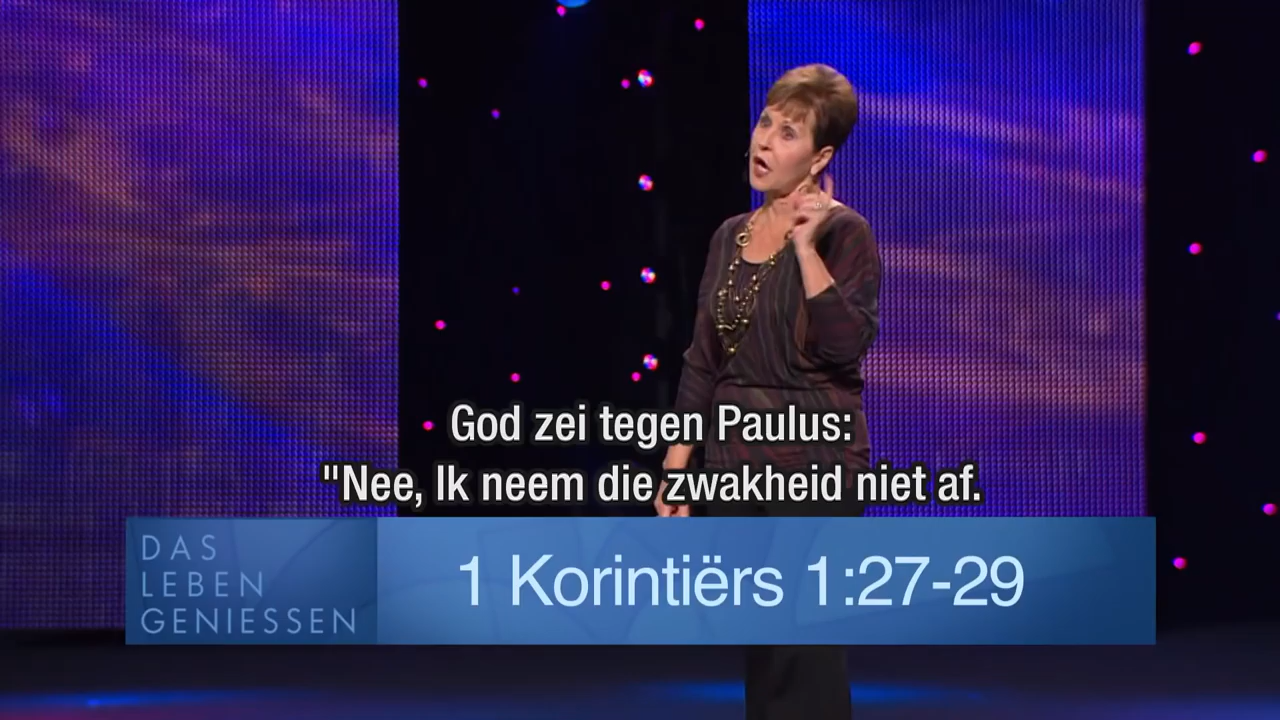 God zei tegen Paulus:
"Nee, Ik neem die zwakheid niet af.
DAS
LEBEN
GENIESSEN
1 Korintiërs 1:27-29